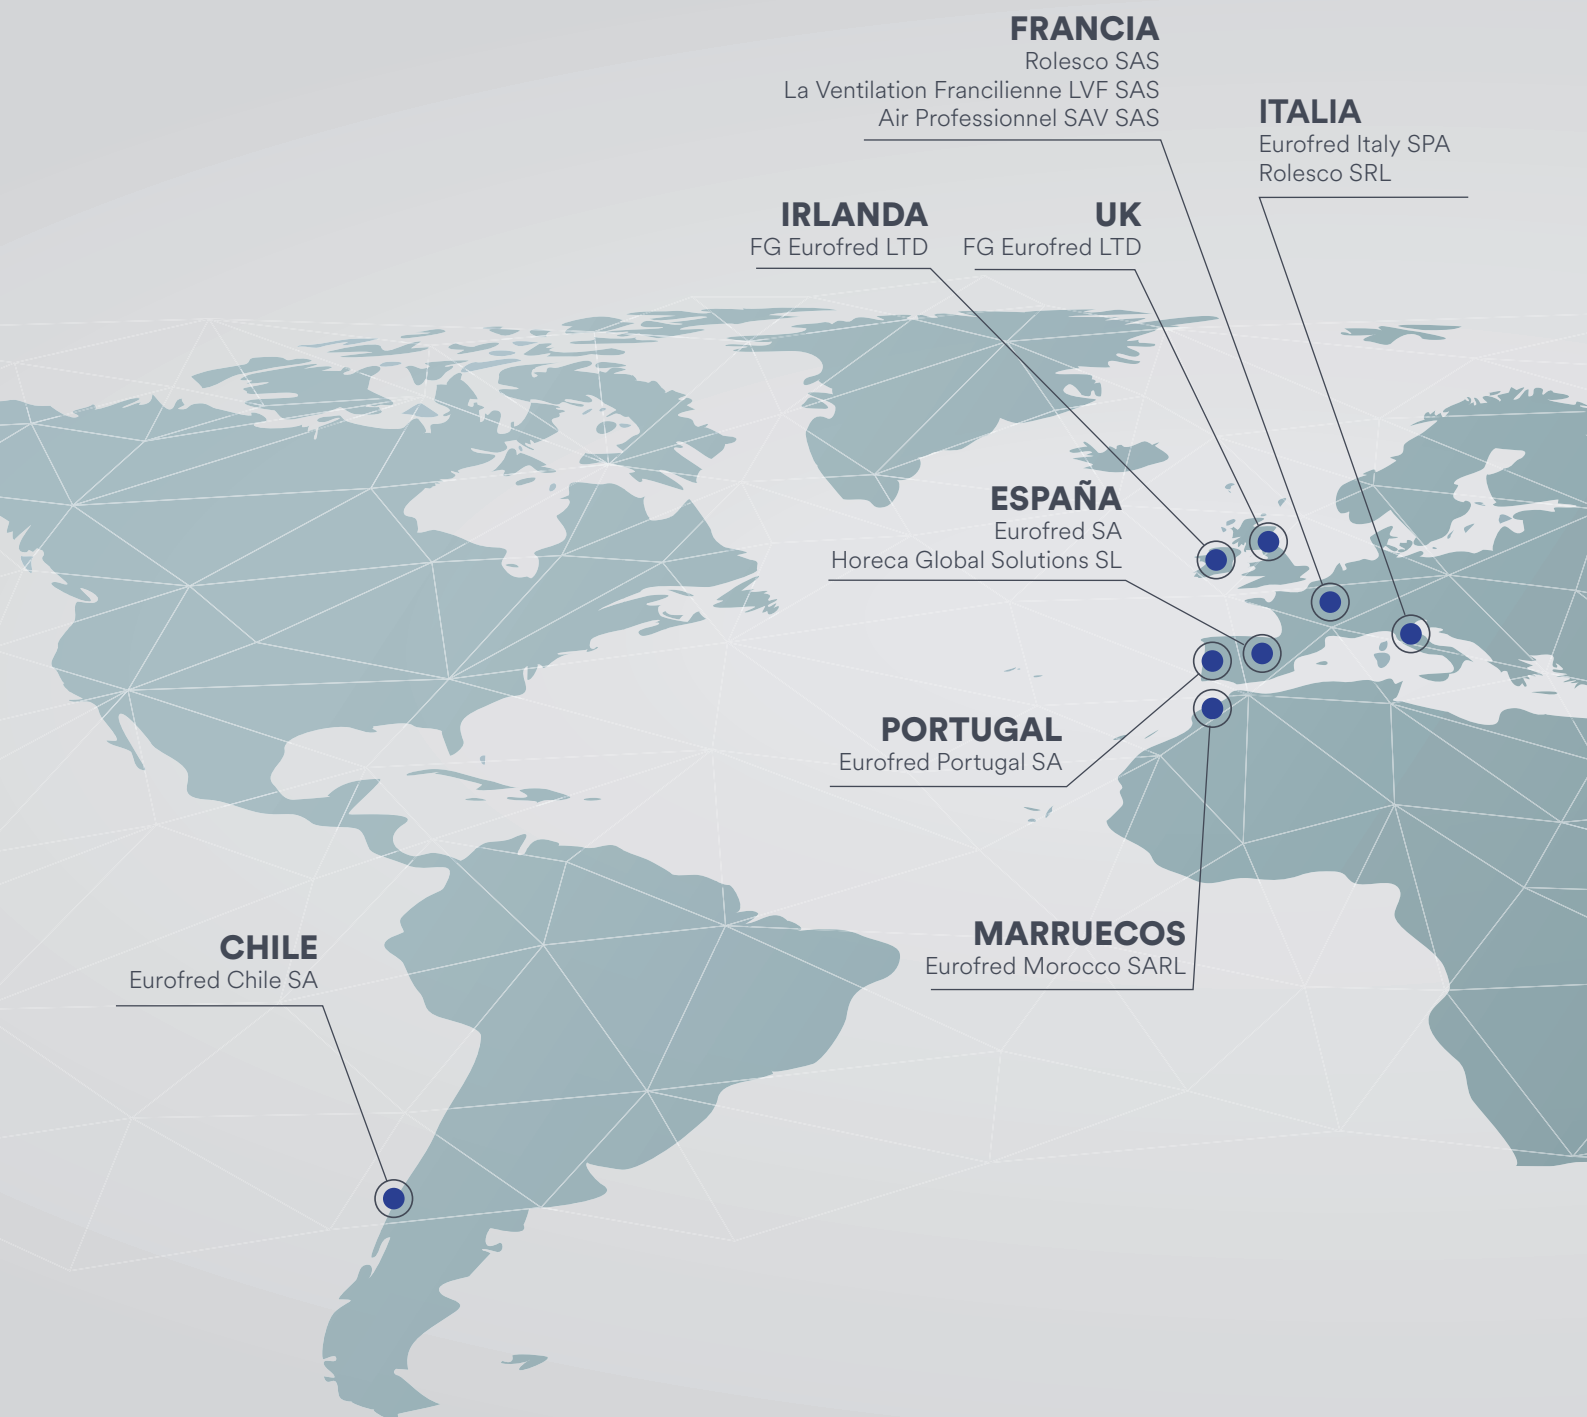 FRANCIA
Rolesco SAS
La Ventilation Francilienne LVF SAS
Air Professionnel SAV SAS
ITALIA
Eurofred Italy SPA
Rolesco SRL
IRLANDA
FG Eurofred LTD
UK
FG Eurofred LTD
ESPAÑA
Eurofred SA
Horeca Global Solutions SL
PORTUGAL
Eurofred Portugal SA
MARRUECOS
Eurofred Morocco SARL
CHILE
Eurofred Chile SA